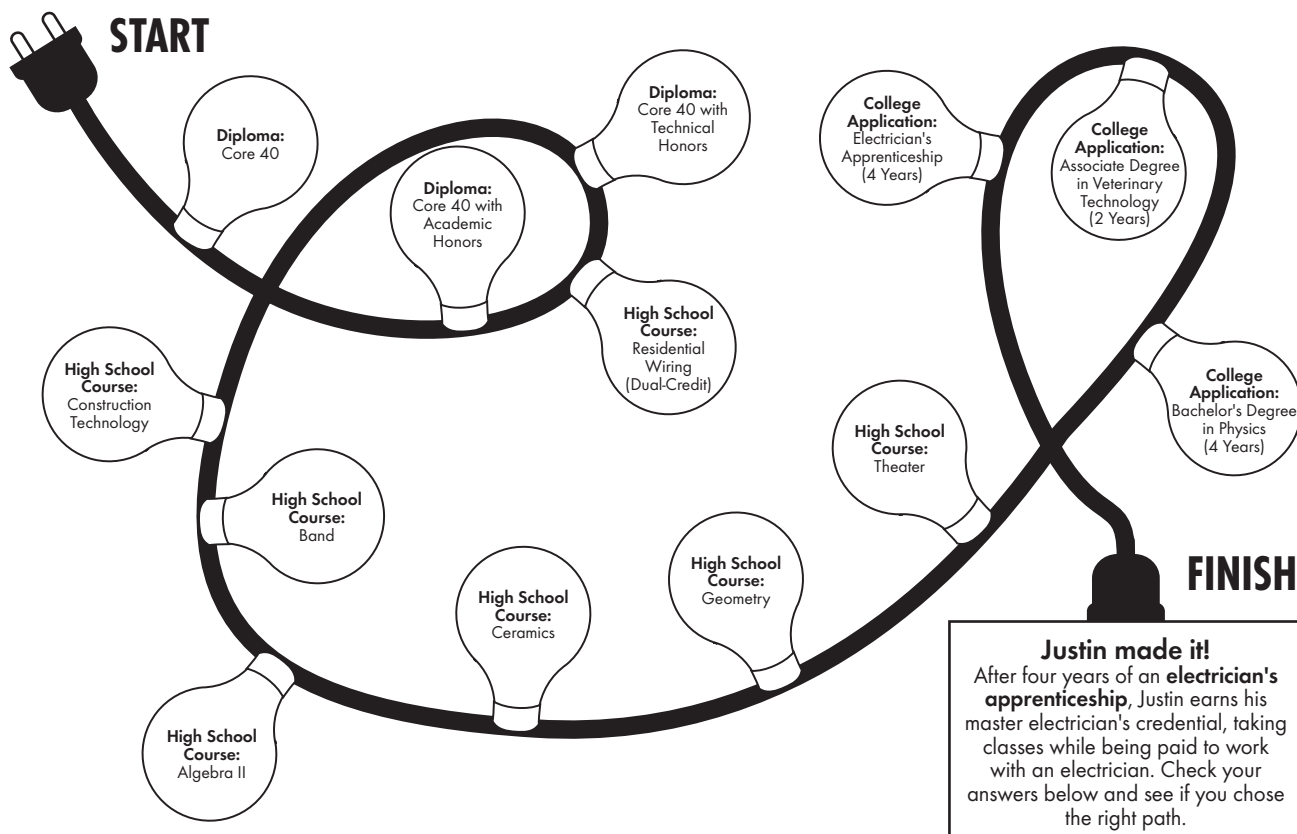 START
Diploma:
Core 40
Diploma:
Core 40 with
Academic
Honors
Diploma:
Core 40 with
Technical
Honors
High School
Course:
Residential
Wiring
(Dual-Credit)
High School
Course:
Construction
Technology
High School
Course:
Band
High School
Course:
Algebra II
High School
Course:
Ceramics
High School
Course:
Geometry
High School
Course:
Theater
College
Application:
Bachelor's Degree
in Physics
(4 Years)
College
Application:
Associate Degree
in Veterinary
Technology
(2 Years)
College
Application:
Electrician's
Apprenticeship
(4 Years)
FINISH
Justin made it!
After four years of an electrician's
apprenticeship, Justin earns his
master electrician's credential, taking
classes while being paid to work
with an electrician. Check your
answers below and see if you chose
the right path.